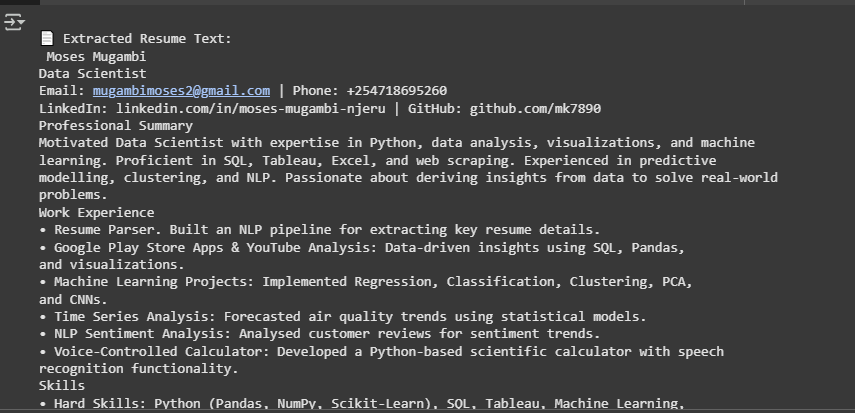 📄 Extracted Resume Text:
Moses Mugambi
Data Scientist
Email: mugambimoses2@gmail.com | Phone: +254718695260
LinkedIn: linkedin.com/in/moses-mugambi-njeru | GitHub: github.com/mk7890
Professional Summary
Motivated Data Scientist with expertise in Python, data analysis, visualizations, and machine
learning. Proficient in SQL, Tableau, Excel, and web scraping. Experienced in predictive
modelling, clustering, and NLP. Passionate about deriving insights from data to solve real-world
problems.
Work Experience
• Resume Parser. Built an NLP pipeline for extracting key resume details.
• Google Play Store Apps & YouTube Analysis: Data-driven insights using SQL, Pandas,
and visualizations.
• Machine Learning Projects: Implemented Regression, Classification, Clustering, PCA,
and CNNs.
• Time Series Analysis: Forecasted air quality trends using statistical models.
• NLP Sentiment Analysis: Analysed customer reviews for sentiment trends.
• Voice-Controlled Calculator: Developed a Python-based scientific calculator with speech
recognition functionality.
Skills
• Hard Skills: Python (Pandas, NumPy, Scikit-Learn), SQL, Tableau, Machine Learning,